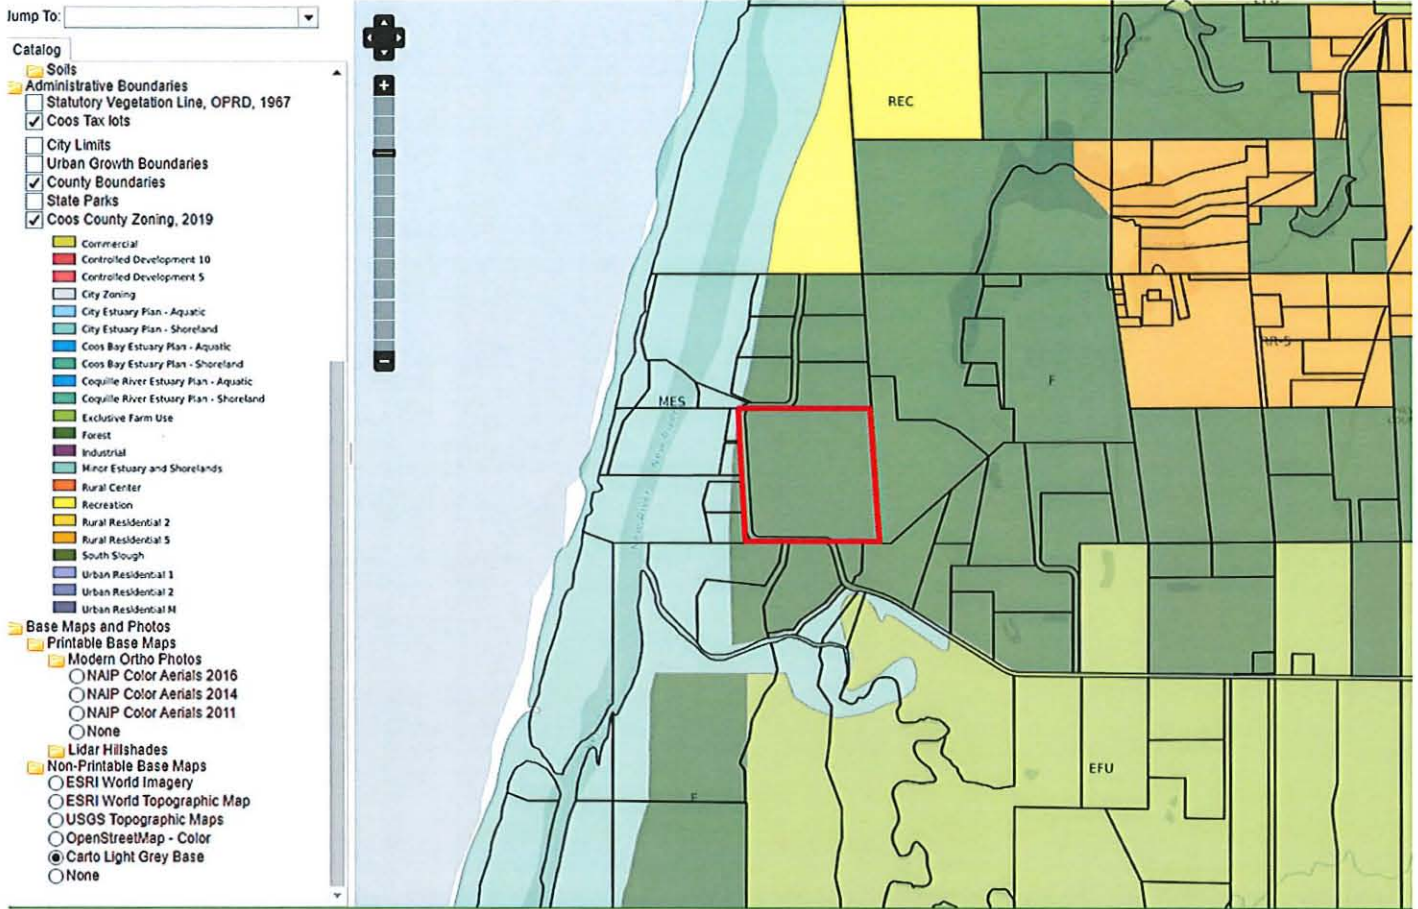 Jump To:
Catalog
Soils
Administrative Boundaries
Statutory Vegetation Line, OPRD, 1967
Coos Tax lots
City Limits
Urban Growth Boundaries
County Boundaries
State Parks
Coos County Zoning, 2019
Commercial
Controlled Development 10
Controlled Development 5
City Zoning
City Estuary Plan - Aquatic
City Estuary Plan - Shoreland
Coos Bay Estuary Plan - Aquatic
Coos Bay Estuary Plan - Shoreland
Coquille River Estuary Plan - Aquatic
Coquille River Estuary Plan - Shoreland
Exclusive Farm Use
Forest
Industrial
Minor Estuary and Shorelands
Rural Center
Recreation
Rural Residential 2
Rural Residential 5
South Slough
Urban Residential 1
Urban Residential 2
Urban Residential M
Base Maps and Photos
Printable Base Maps
Modern Ortho Photos
NAIP Color Aerials 2016
NAIP Color Aerials 2014
NAIP Color Aerials 2011
None
Lidar Hillshades
Non-Printable Base Maps
ESRI World Imagery
ESRI World Topographic Map
USGS Topographic Maps
OpenStreetMap - Color
Carto Light Grey Base
None
REC
RR-5
F
MES
New River
New River
EFU
F